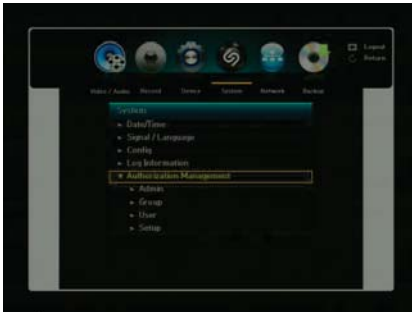 Logout
Return
Video / Audio Record Device System Network Backup
System
Date/Time
Signal / Language
Config
Log Information
Authorization Management
Admin
Group
User
Setup